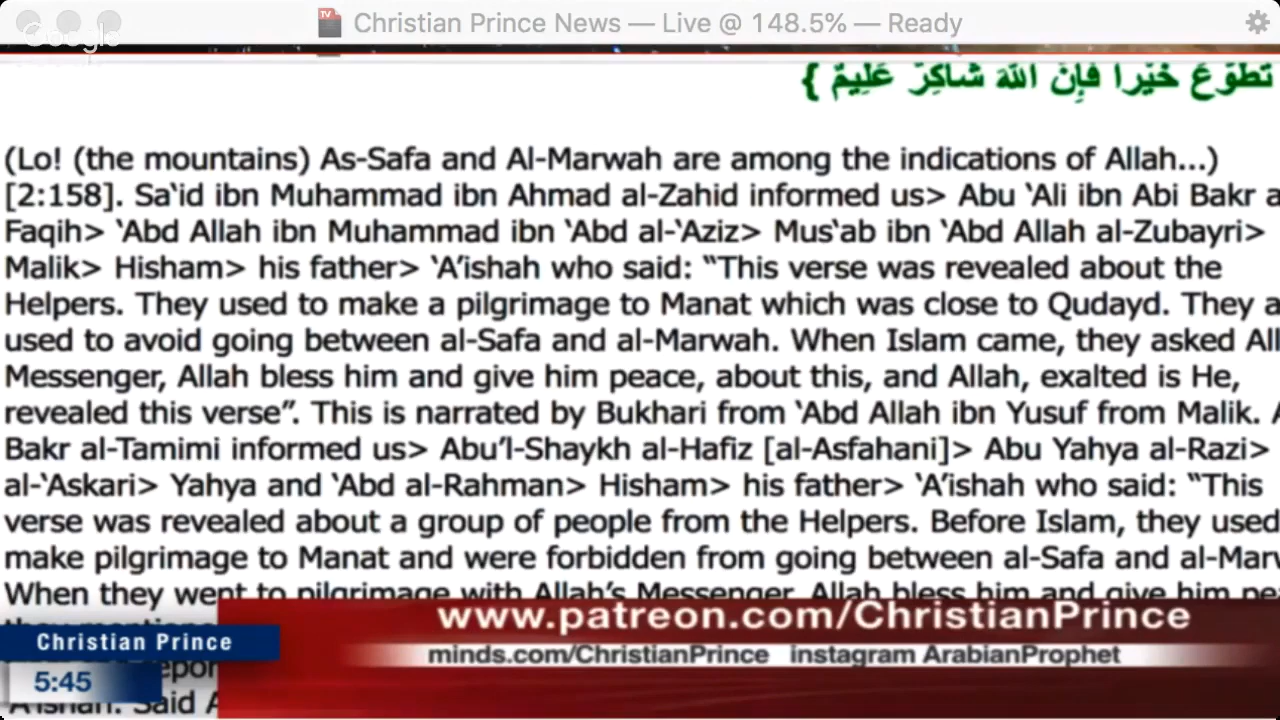 Christian Prince News — Live @ 148.5% — Ready
Google
تَطَوَّعَ خَيْراً فَإِنَّ اللَّهَ شَاكِرٌ عَلِيمٌ }
(Lo! (the mountains) As-Safa and Al-Marwah are among the indications of Allah...)
[2:158]. Sa‘id ibn Muhammad ibn Ahmad al-Zahid informed us> Abu ‘Ali ibn Abi Bakr a
Faqih> ‘Abd Allah ibn Muhammad ibn ‘Abd al-‘Aziz> Mus‘ab ibn ‘Abd Allah al-Zubayri>
Malik> Hisham> his father> ‘A’ishah who said: “This verse was revealed about the
Helpers. They used to make a pilgrimage to Manat which was close to Qudayd. They a
used to avoid going between al-Safa and al-Marwah. When Islam came, they asked All
Messenger, Allah bless him and give him peace, about this, and Allah, exalted is He,
revealed this verse”. This is narrated by Bukhari from ‘Abd Allah ibn Yusuf from Malik. A
Bakr al-Tamimi informed us> Abu’l-Shaykh al-Hafiz [al-Asfahani]> Abu Yahya al-Razi>
al-‘Askari> Yahya and ‘Abd al-Rahman> Hisham> his father> ‘A’ishah who said: “This
verse was revealed about a group of people from the Helpers. Before Islam, they used
make pilgrimage to Manat and were forbidden from going between al-Safa and al-Marw
When they went to pilgrimage with Allah’s Messenger, Allah bless him and give him pe
www.patreon.com/ChristianPrince
Christian Prince
minds.com/ChristianPrince instagram ArabianProphet
5:45
‘A’ishah. Said A